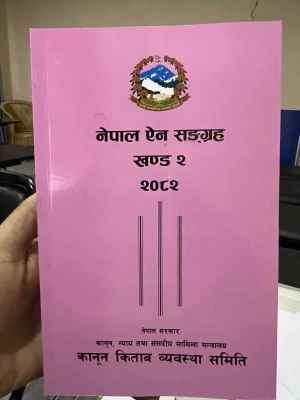 नेपाल ऐन सङ्ग्रह
खण्ड २
२०८२
नेपाल सरकार
कानून, न्याय तथा संसदीय मामिला मन्त्रालय
कानून किताब व्यवस्था समिति